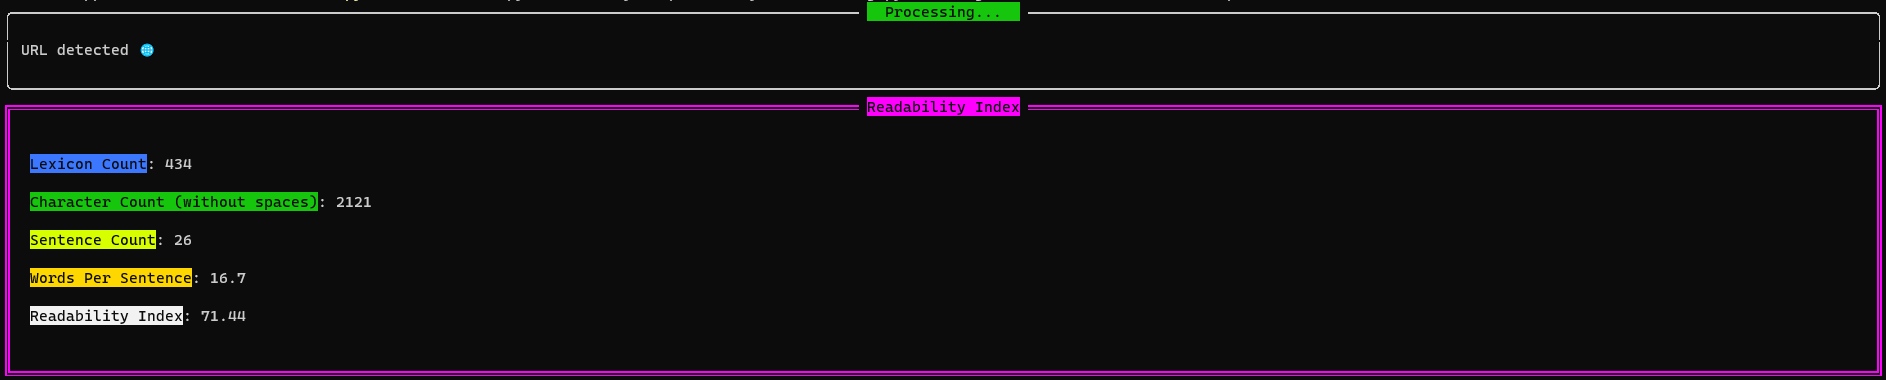 Processing...
URL detected 🌐
Readability Index
Lexicon Count: 434
Character Count (without spaces): 2121
Sentence Count: 26
Words Per Sentence: 16.7
Readability Index: 71.44